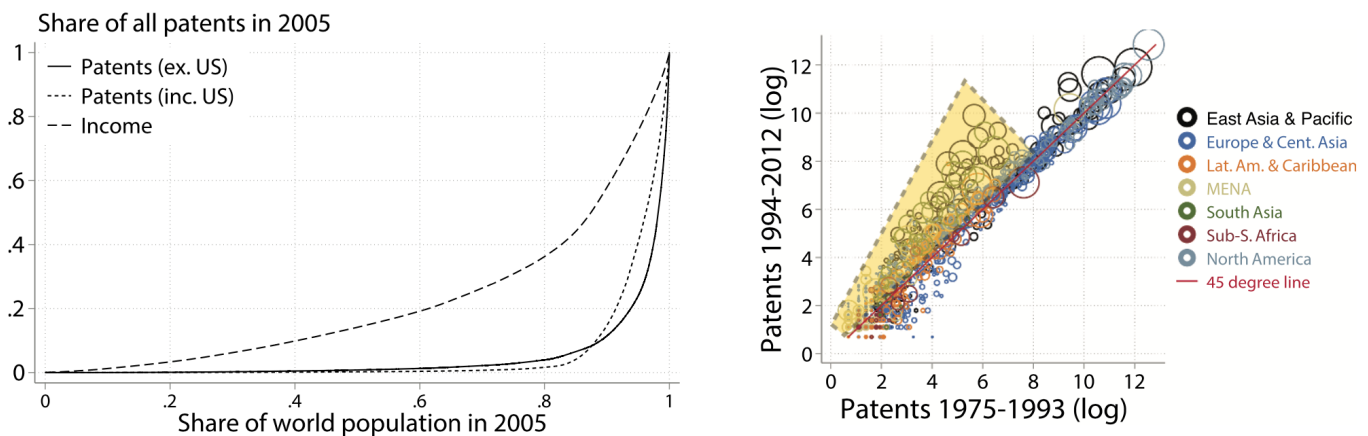 Share of all patents in 2005
1
.8
.6
.4
.2
0
Patents (ex. US)
Patents (inc. US)
Income
0 .2 .4 .6 .8 1
Share of world population in 2005
Patents 1994-2012 (log)
12
10
8
6
4
2
0
0 2 4 6 8 10 12
Patents 1975-1993 (log)
East Asia & Pacific
Europe & Cent. Asia
Lat. Am. & Caribbean
MENA
South Asia
Sub-S. Africa
North America
45 degree line